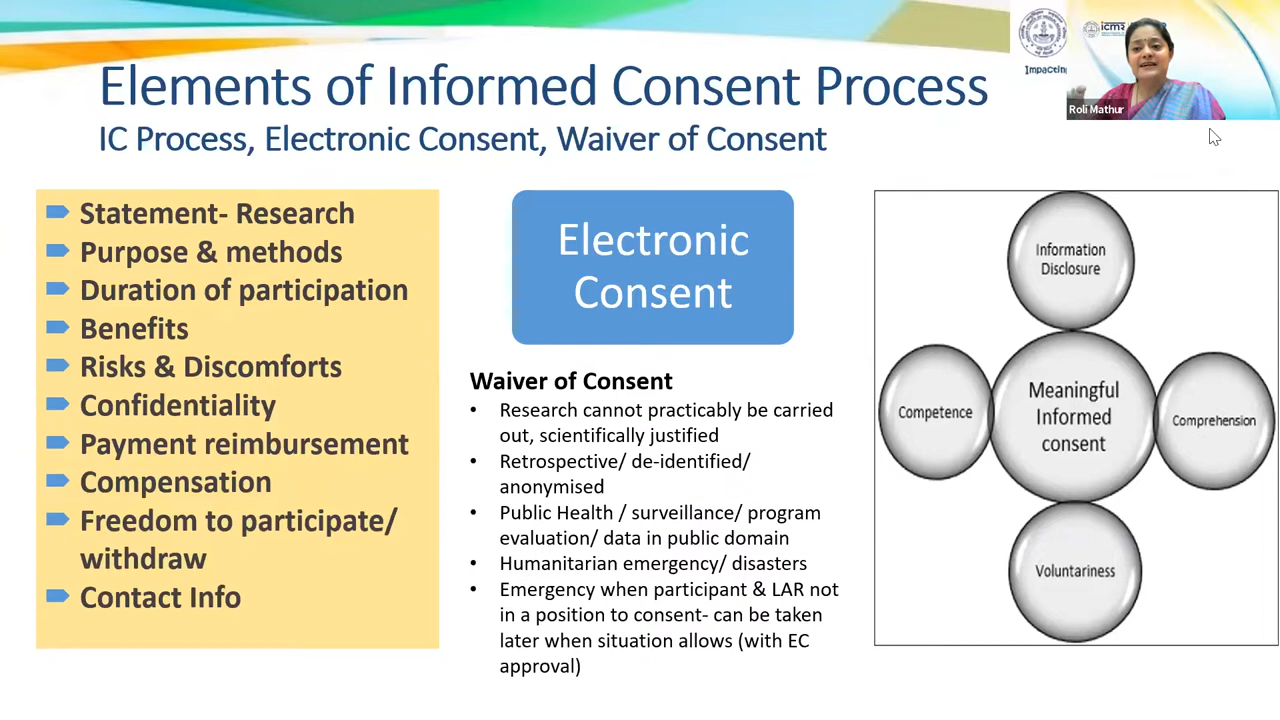 Elements of Informed Consent Process
IC Process, Electronic Consent, Waiver of Consent
icmr
Impactein
Roli Mathur
Statement- Research
Purpose & methods
Duration of participation
Benefits
Risks & Discomforts
Confidentiality
Payment reimbursement
Compensation
Freedom to participate/
withdraw
Contact Info
Electronic
Consent
Waiver of Consent
• Research cannot practicably be carried
out, scientifically justified
• Retrospective/ de-identified/
anonymised
• Public Health / surveillance/ program
evaluation/ data in public domain
• Humanitarian emergency/ disasters
• Emergency when participant & LAR not
in a position to consent- can be taken
later when situation allows (with EC
approval)
Information
Disclosure
Competence
Meaningful
Informed
consent
Comprehension
Voluntariness